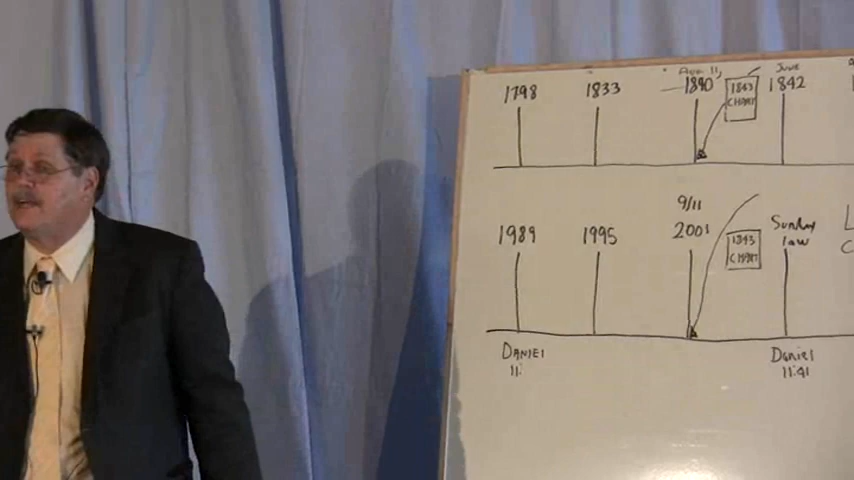 Aug 11,
June
1798 1833 1840 1842
1843
CHART
9/11
1989 1995 2001
Sunday
law
1843
CHART
L
C
DANIEL
11:
Daniel
11:41